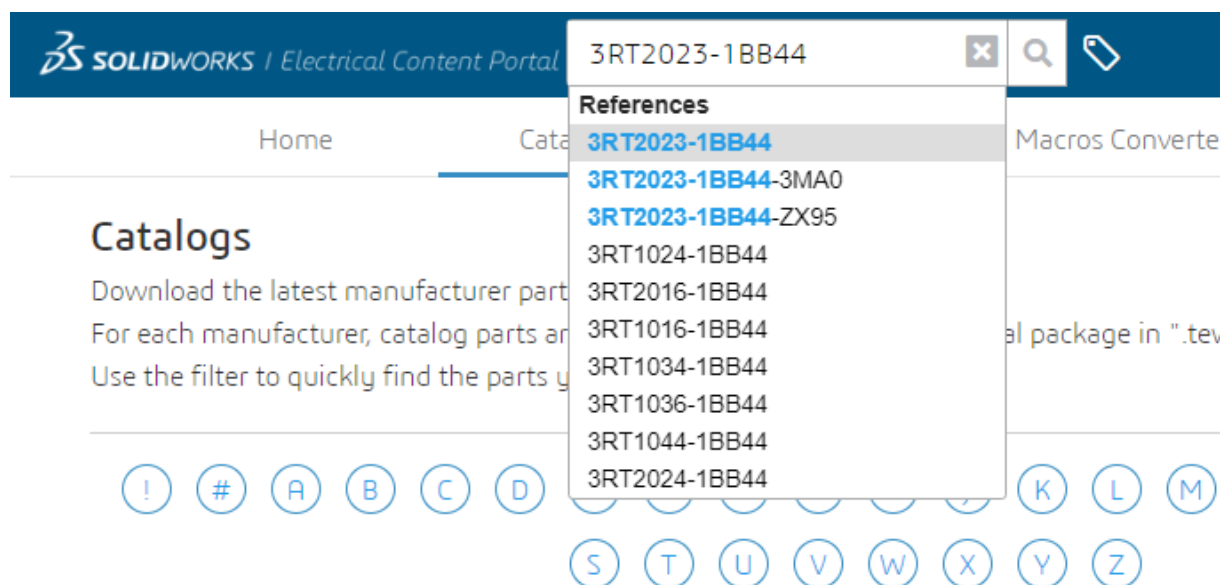 3S SOLIDWORKS / Electrical Content Portal
3RT2023-1BB44
References
3RT2023-1BB44
3RT2023-1BB44-3MA0
3RT2023-1BB44-ZX95
3RT1024-1BB44
3RT2016-1BB44
3RT1016-1BB44
3RT1034-1BB44
3RT1036-1BB44
3RT1044-1BB44
3RT2024-1BB44
Home
Macros Converte
Catalogs
Download the latest manufacturer part
For each manufacturer, catalog parts ar
al package in ".tew
Use the filter to quickly find the parts y
! # A B C D K L M
S T U V W X Y Z